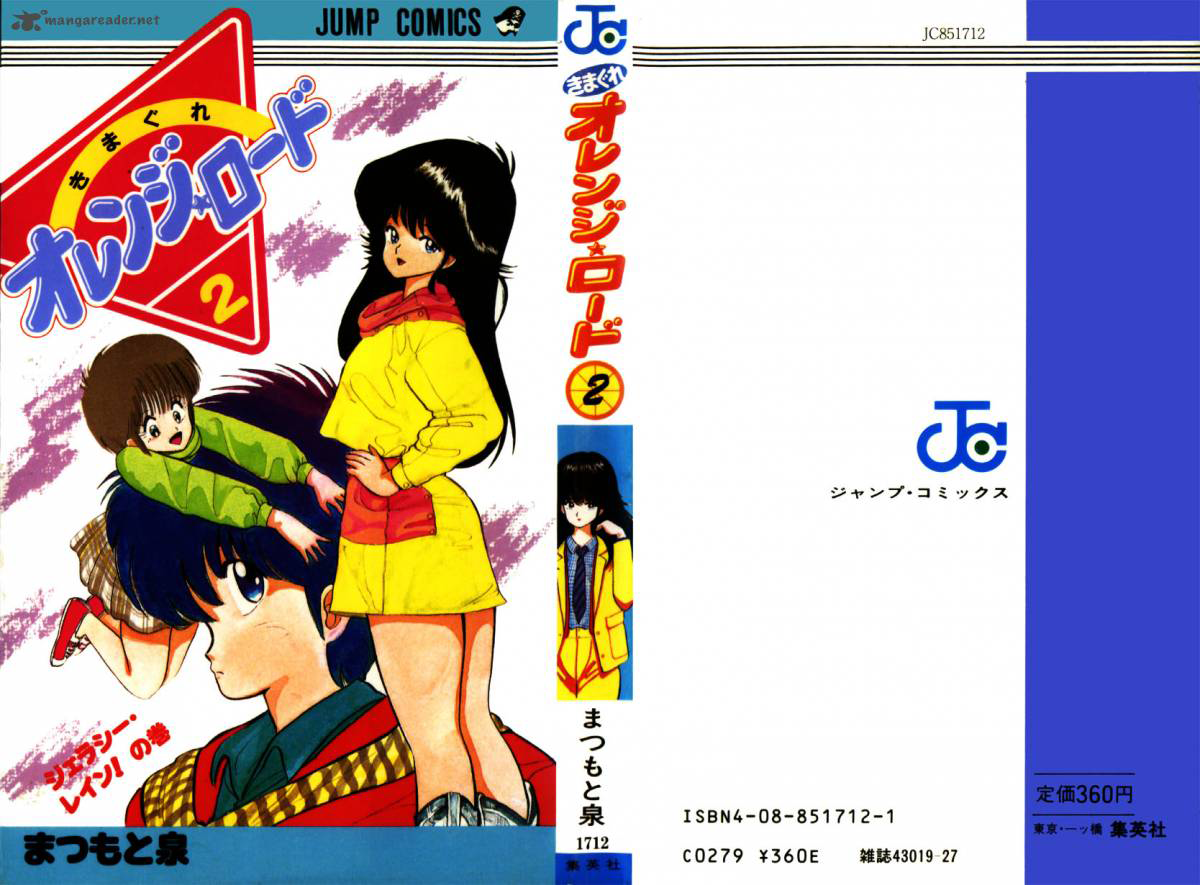 mangareader.net
JUMP COMICS
きまぐれ
オレンジ☆ロード
2
ジェラシー・
レイン!の巻
まつもと泉
JC
きまぐれ
オレンジ★ロード
2
まつもと泉
1712
集英社
JC851712
JC
ジャンプ・コミックス
ISBN4-08-851712-1
C0279 ¥360E 雑誌43019-27
定価360円
東京・一ッ橋 集英社